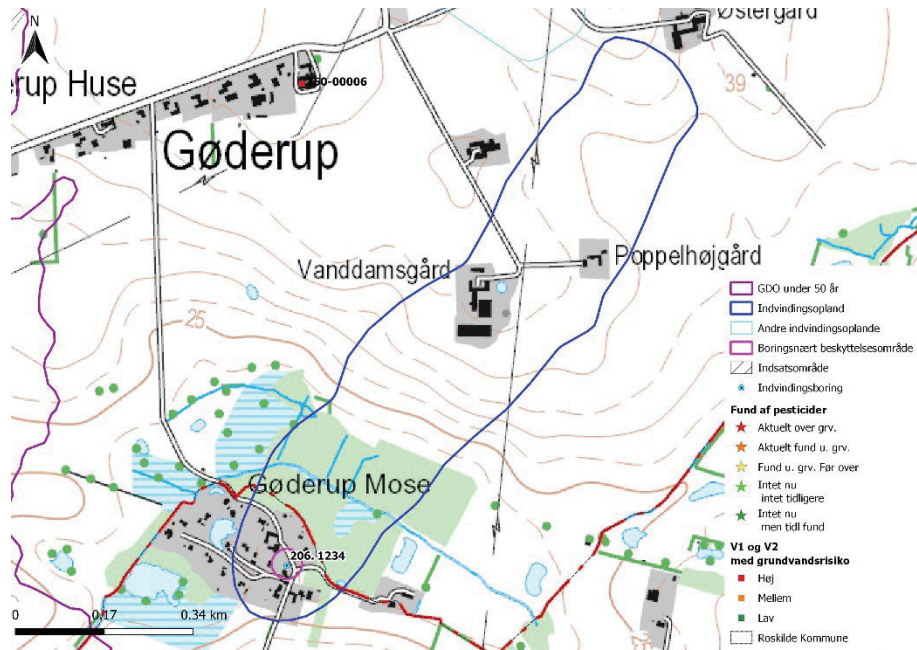 N
Østergård
erup Huse
50-00006
39
Gøderup
Vanddamsgård
Poppelhøjgård
25
Gøderup Mose
206. 1234
0
0.17
0.34 km
GDO under 50 år
Indvindingsopland
Andre indvindingsoplande
Boringsnært beskyttelsesområde
Indsatsområde
Indvindingsboring
Fund af pesticider
Aktuelt over grv.
Aktuelt fund u. grv.
Fund u. grv. Før over
Intet nu
intet tidligere
Intet nu
men tidl fund
V1 og V2
med grundvandsrisiko
Høj
Mellem
Lav
Roskilde Kommune